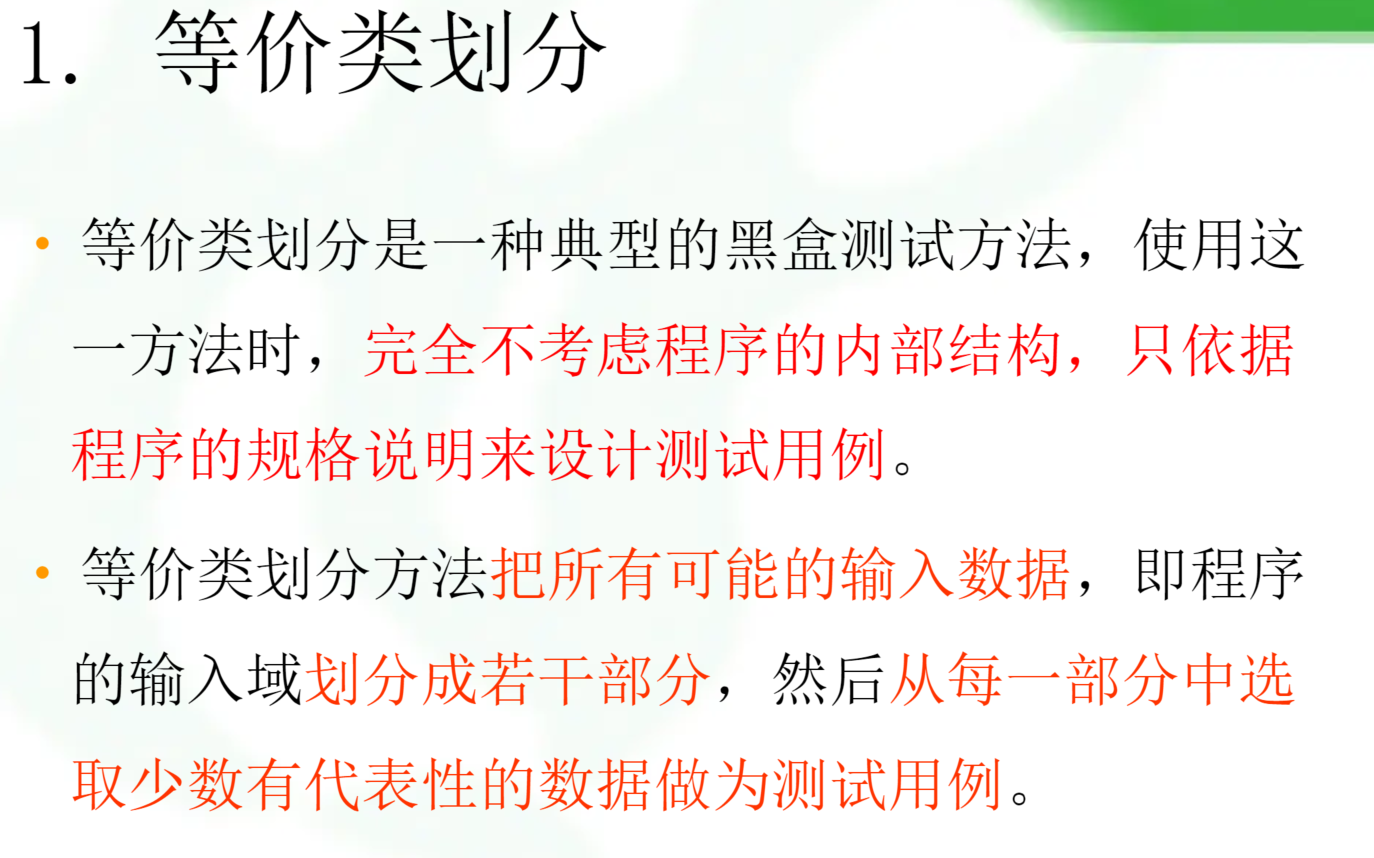 1. 等价类划分
• 等价类划分是一种典型的黑盒测试方法，使用这
一方法时，完全不考虑程序的内部结构，只依据
程序的规格说明来设计测试用例。
• 等价类划分方法把所有可能的输入数据，即程序
的输入域划分成若干部分，然后从每一部分中选
取少数有代表性的数据做为测试用例。